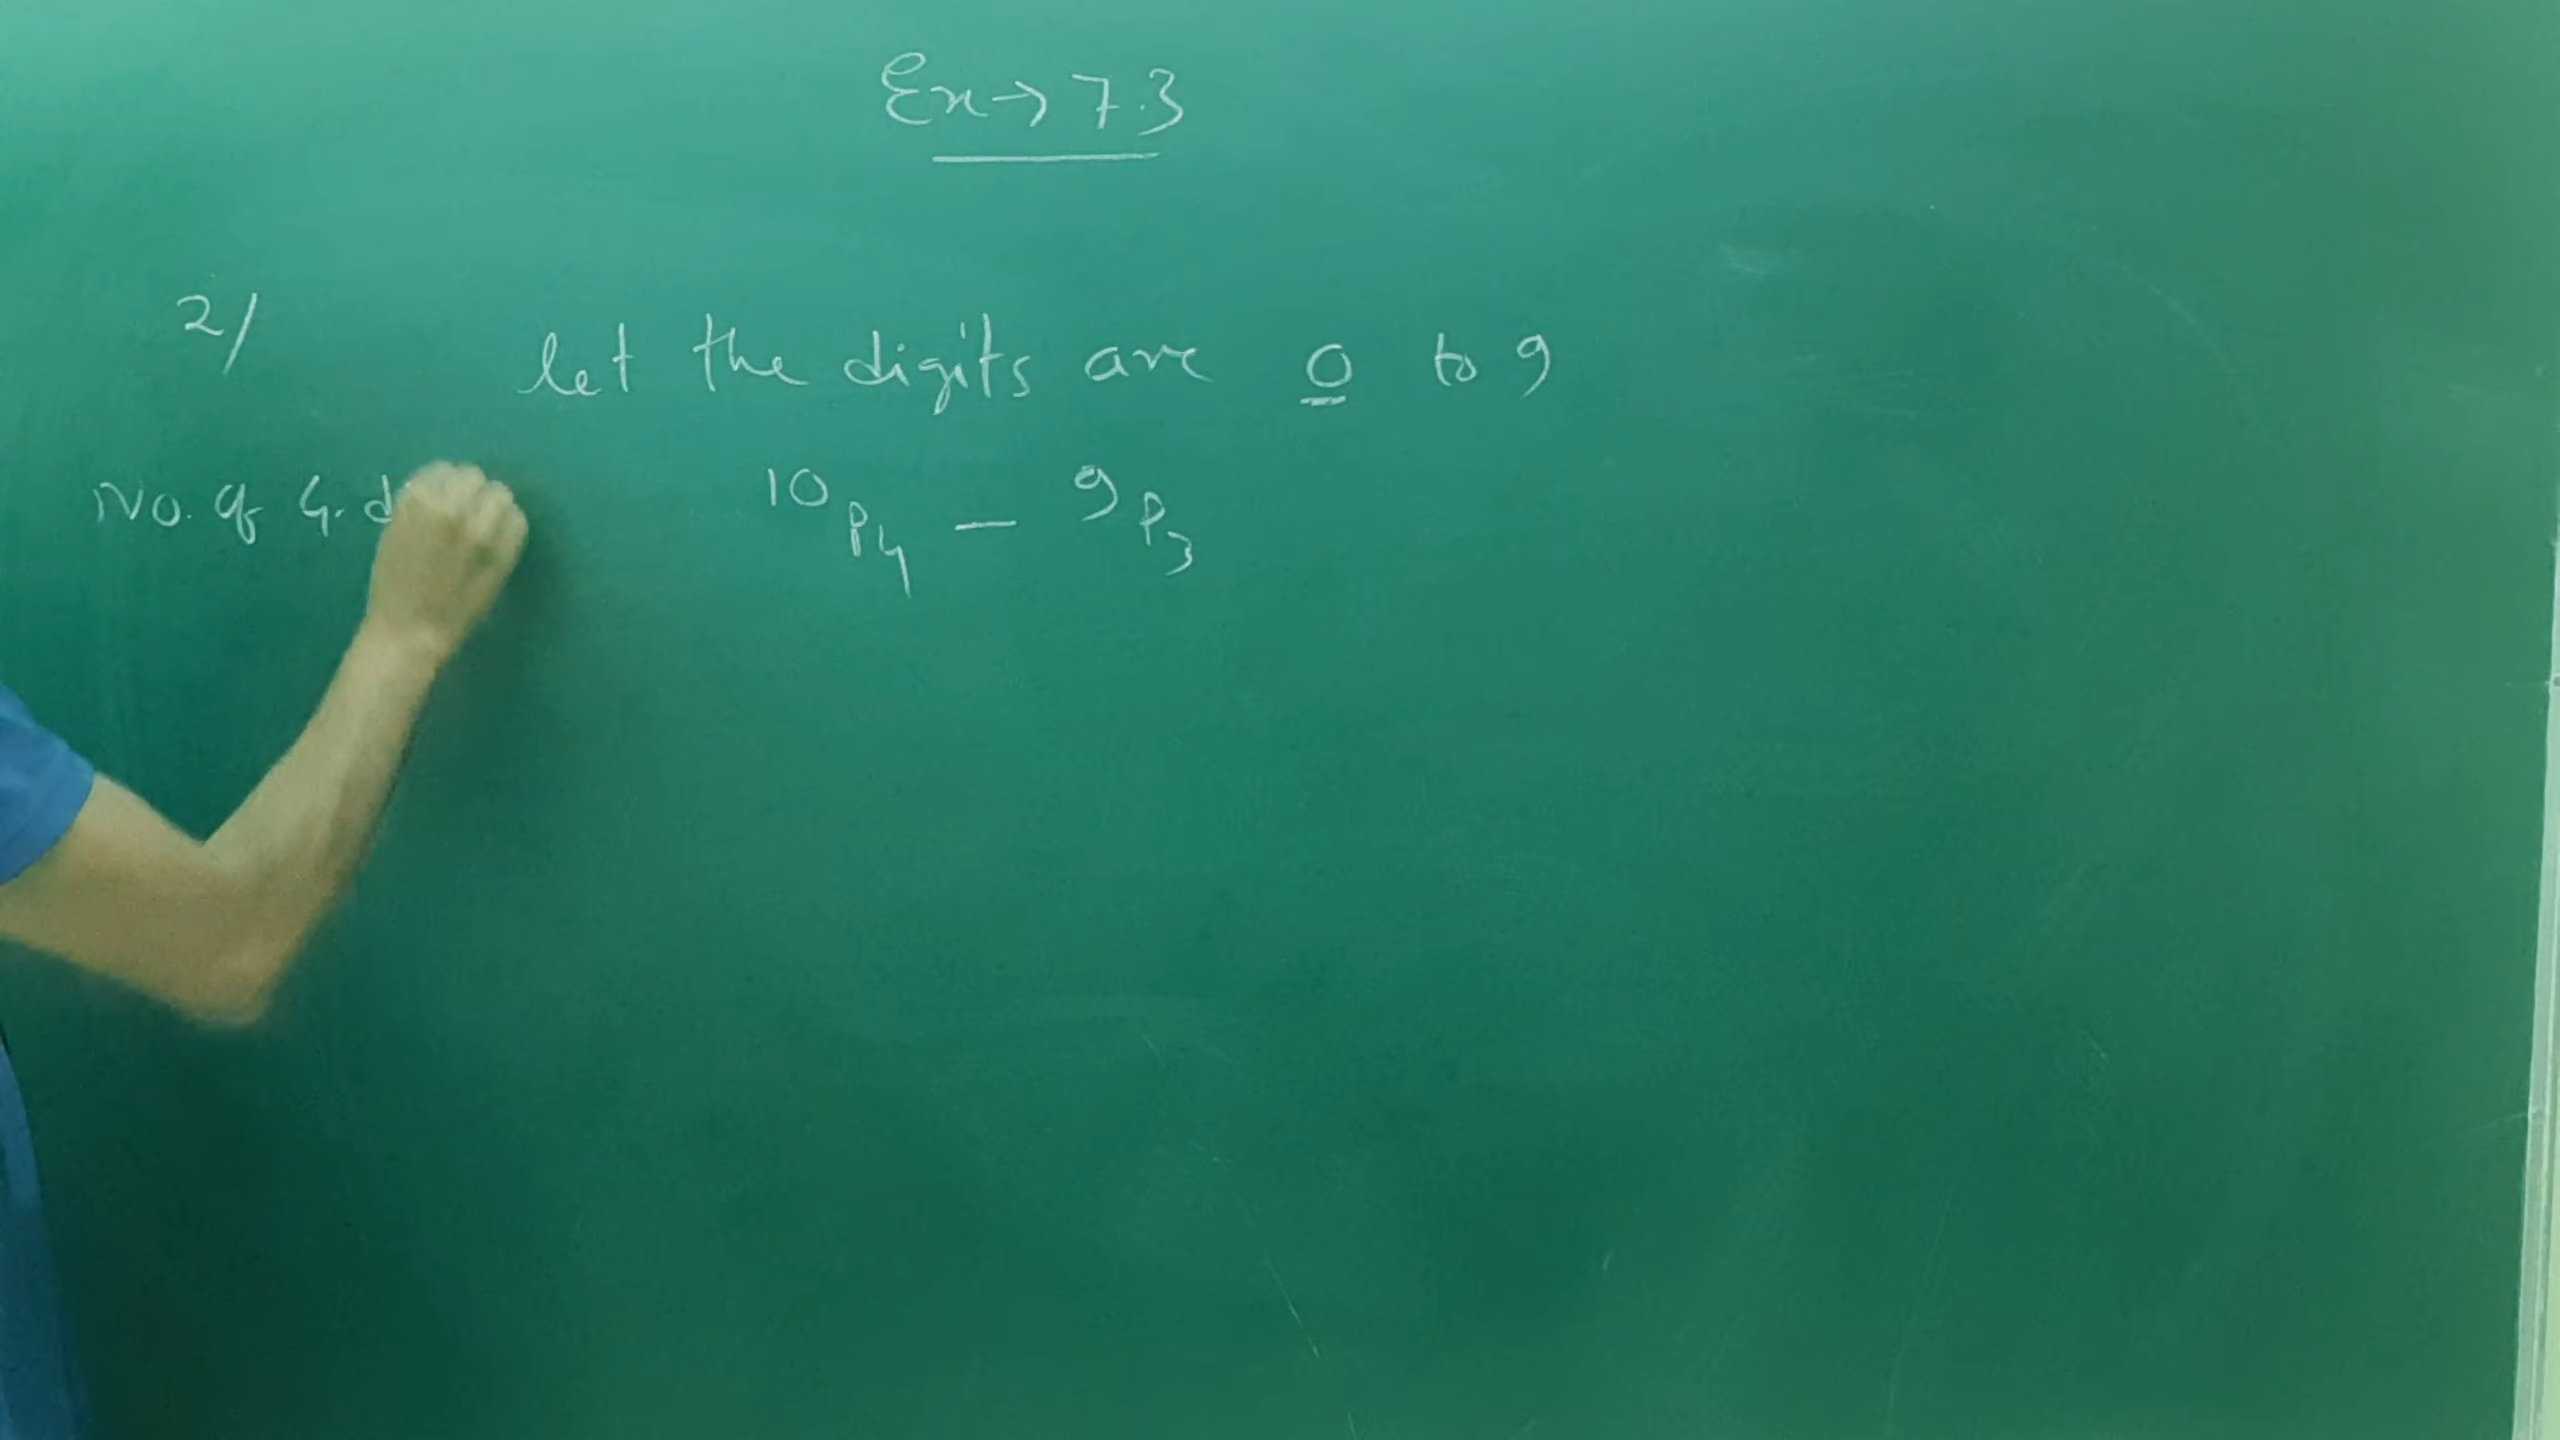 Ex→ 7.3
2/ let the digits are 0 to 9
No. of 4. d ¹⁰P₄ – ⁹P₃